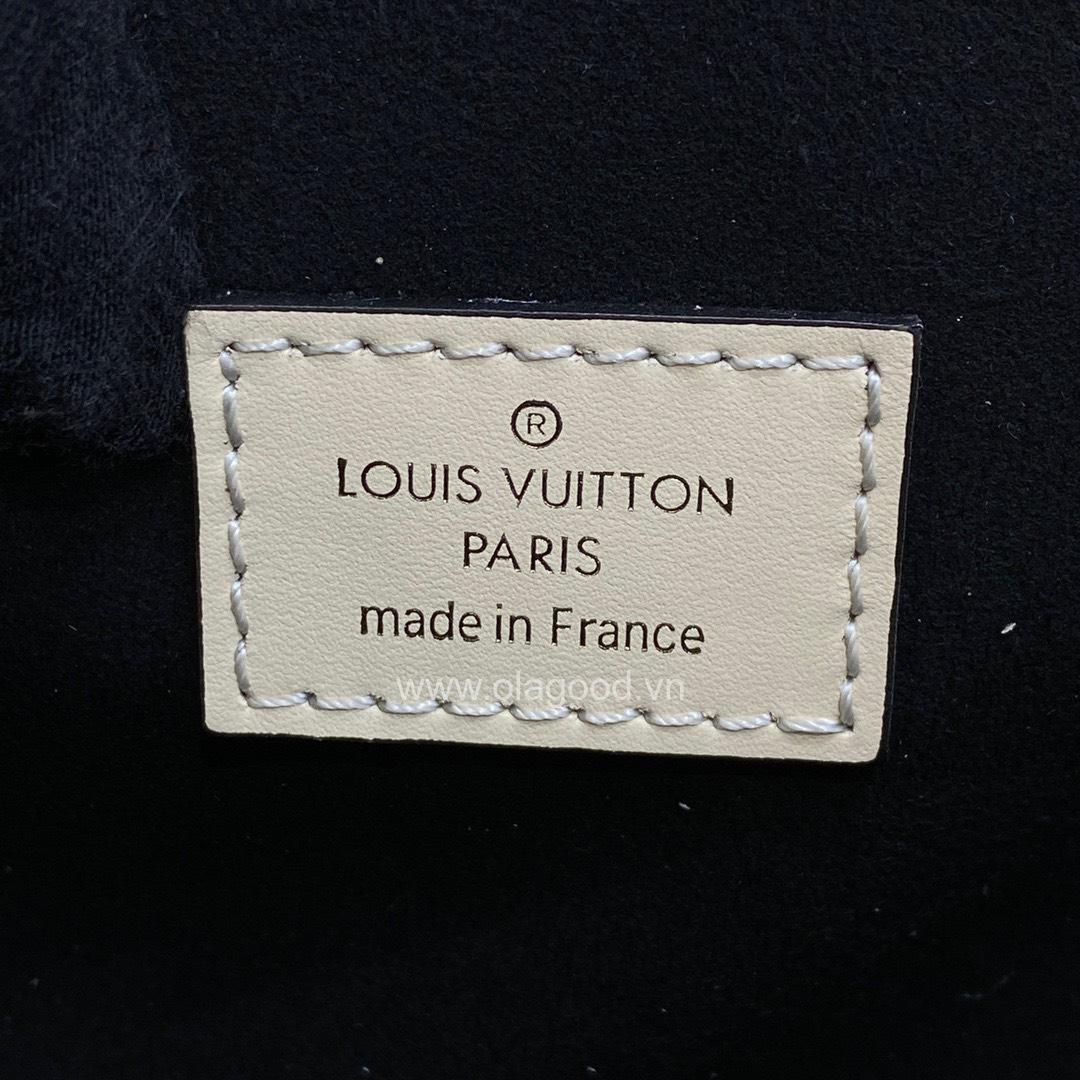 ®
LOUIS VUITTON
PARIS
made in France
www.olagood.vn